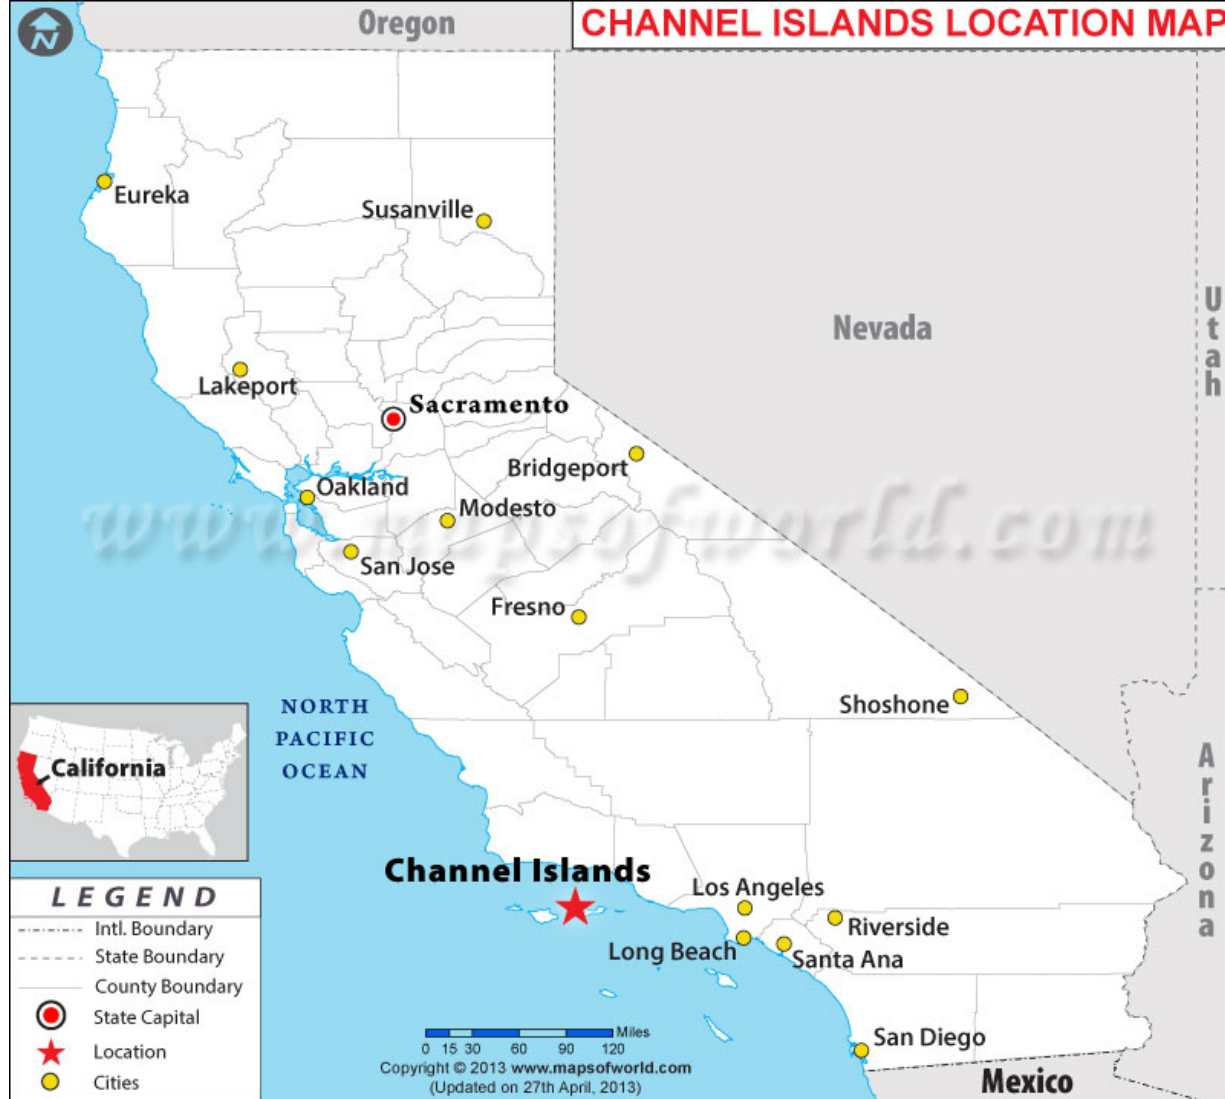 N
Oregon
CHANNEL ISLANDS LOCATION MAP
Eureka
Susanville
Nevada
Utah
Lakeport
Sacramento
Bridgeport
Oakland
Modesto
www.mapsofworld.com
San Jose
Fresno
Shoshone
NORTH
PACIFIC
OCEAN
California
Arizona
Channel Islands
Los Angeles
Riverside
Long Beach
Santa Ana
San Diego
Mexico
LEGEND
Intl. Boundary
State Boundary
County Boundary
State Capital
Location
Cities
Miles
0 15 30 60 90 120
Copyright © 2013 www.mapsofworld.com
(Updated on 27th April, 2013)